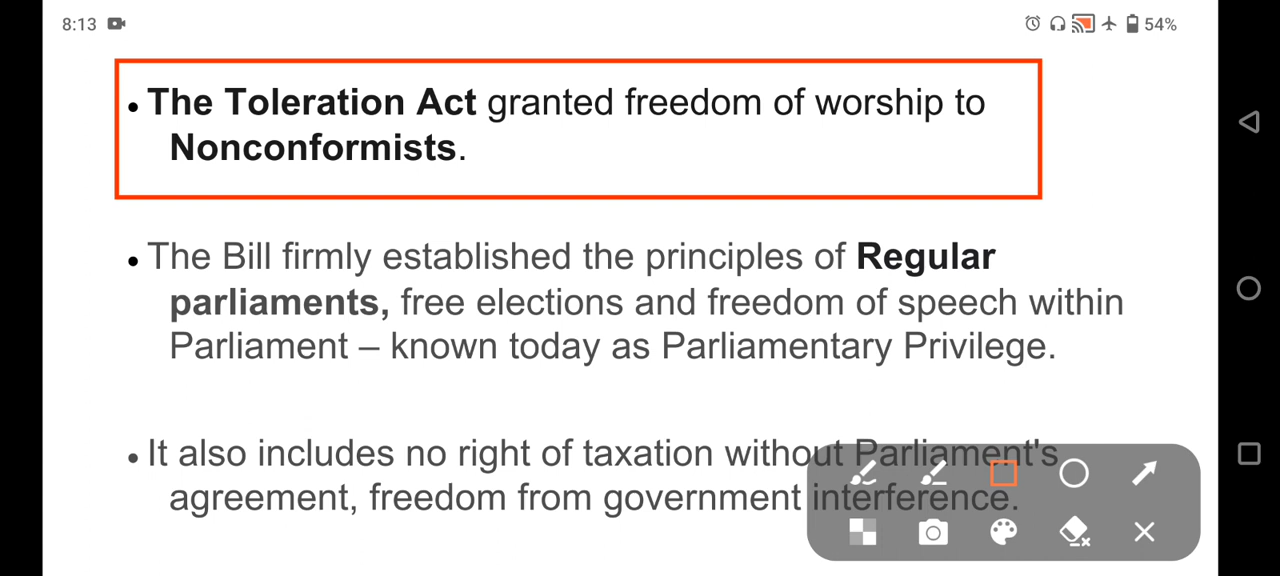 8:13
54%
• The Toleration Act granted freedom of worship to
Nonconformists.
• The Bill firmly established the principles of Regular
parliaments, free elections and freedom of speech within
Parliament – known today as Parliamentary Privilege.
• It also includes no right of taxation without Parliament's
agreement, freedom from government interference.